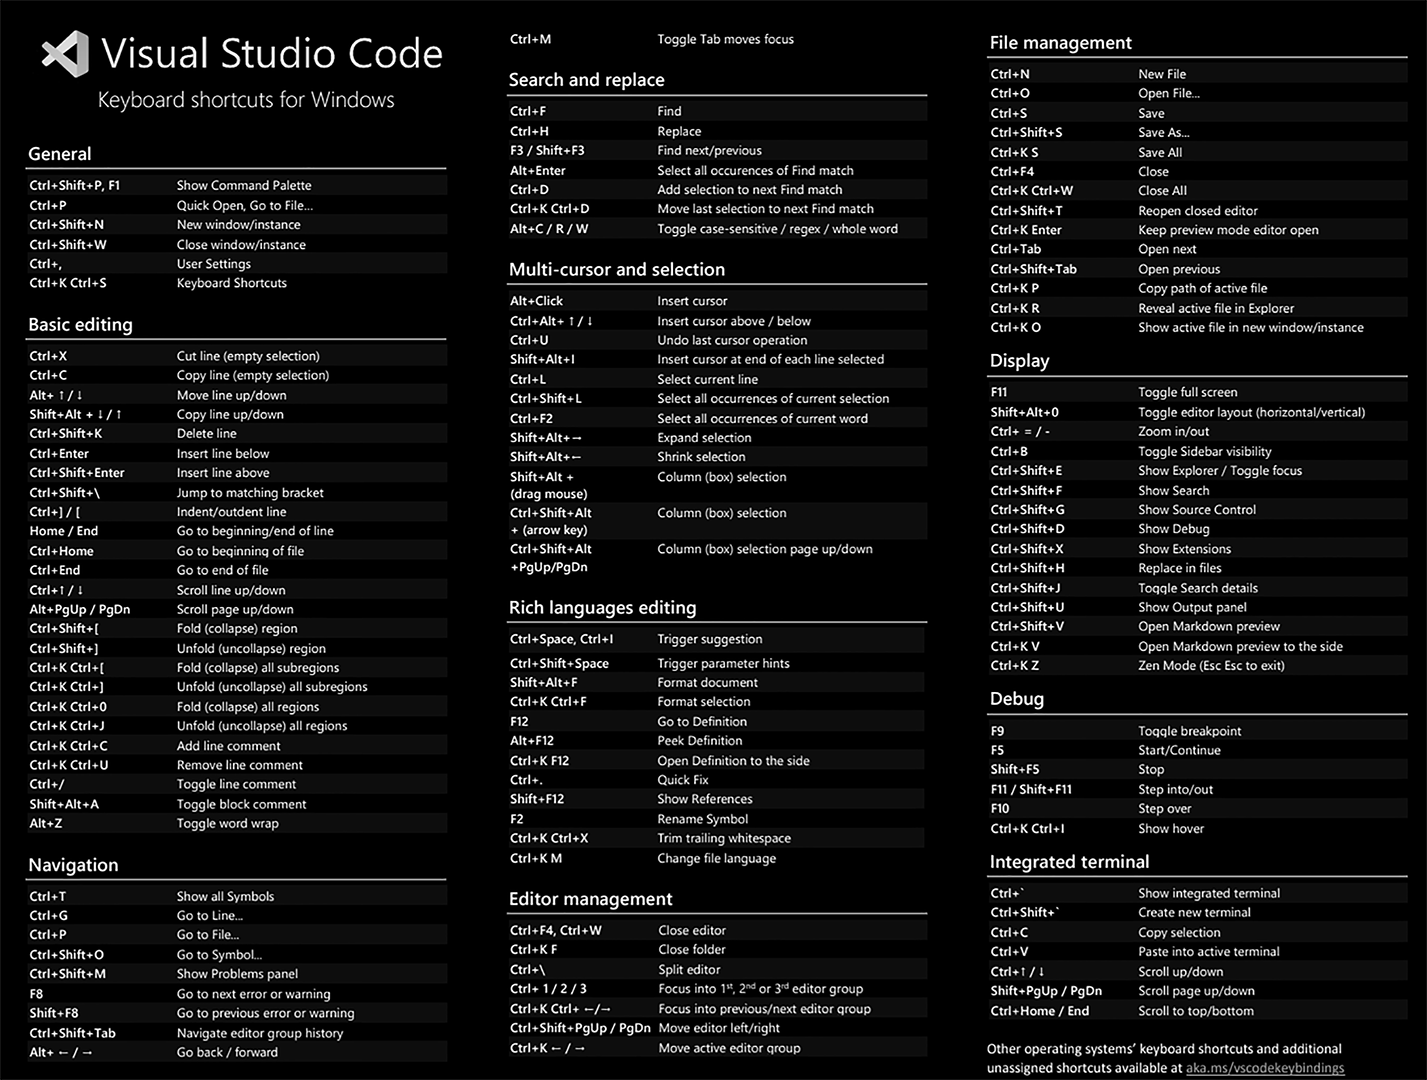 Visual Studio Code
Keyboard shortcuts for Windows
General
Ctrl+Shift+P, F1 Show Command Palette
Ctrl+P Quick Open, Go to File...
Ctrl+Shift+N New window/instance
Ctrl+Shift+W Close window/instance
Ctrl+, User Settings
Ctrl+K Ctrl+S Keyboard Shortcuts
Basic editing
Ctrl+X Cut line (empty selection)
Ctrl+C Copy line (empty selection)
Alt+ ↑ / ↓ Move line up/down
Shift+Alt + ↓ / ↑ Copy line up/down
Ctrl+Shift+K Delete line
Ctrl+Enter Insert line below
Ctrl+Shift+Enter Insert line above
Ctrl+Shift+\ Jump to matching bracket
Ctrl+] / [ Indent/outdent line
Home / End Go to beginning/end of line
Ctrl+Home Go to beginning of file
Ctrl+End Go to end of file
Ctrl+↑ / ↓ Scroll line up/down
Alt+PgUp / PgDn Scroll page up/down
Ctrl+Shift+[ Fold (collapse) region
Ctrl+Shift+] Unfold (uncollapse) region
Ctrl+K Ctrl+[ Fold (collapse) all subregions
Ctrl+K Ctrl+] Unfold (uncollapse) all subregions
Ctrl+K Ctrl+0 Fold (collapse) all regions
Ctrl+K Ctrl+J Unfold (uncollapse) all regions
Ctrl+K Ctrl+C Add line comment
Ctrl+K Ctrl+U Remove line comment
Ctrl+/ Toggle line comment
Shift+Alt+A Toggle block comment
Alt+Z Toggle word wrap
Navigation
Ctrl+T Show all Symbols
Ctrl+G Go to Line...
Ctrl+P Go to File...
Ctrl+Shift+O Go to Symbol...
Ctrl+Shift+M Show Problems panel
F8 Go to next error or warning
Shift+F8 Go to previous error or warning
Ctrl+Shift+Tab Navigate editor group history
Alt+ ← / → Go back / forward
Ctrl+M Toggle Tab moves focus
Search and replace
Ctrl+F Find
Ctrl+H Replace
F3 / Shift+F3 Find next/previous
Alt+Enter Select all occurences of Find match
Ctrl+D Add selection to next Find match
Ctrl+K Ctrl+D Move last selection to next Find match
Alt+C / R / W Toggle case-sensitive / regex / whole word
Multi-cursor and selection
Alt+Click Insert cursor
Ctrl+Alt+ ↑ / ↓ Insert cursor above / below
Ctrl+U Undo last cursor operation
Shift+Alt+I Insert cursor at end of each line selected
Ctrl+L Select current line
Ctrl+Shift+L Select all occurrences of current selection
Ctrl+F2 Select all occurrences of current word
Shift+Alt+→ Expand selection
Shift+Alt+← Shrink selection
Shift+Alt + Column (box) selection
(drag mouse)
Ctrl+Shift+Alt Column (box) selection
+ (arrow key)
Ctrl+Shift+Alt Column (box) selection page up/down
+PgUp/PgDn
Rich languages editing
Ctrl+Space, Ctrl+I Trigger suggestion
Ctrl+Shift+Space Trigger parameter hints
Shift+Alt+F Format document
Ctrl+K Ctrl+F Format selection
F12 Go to Definition
Alt+F12 Peek Definition
Ctrl+K F12 Open Definition to the side
Ctrl+. Quick Fix
Shift+F12 Show References
F2 Rename Symbol
Ctrl+K Ctrl+X Trim trailing whitespace
Ctrl+K M Change file language
Editor management
Ctrl+F4, Ctrl+W Close editor
Ctrl+K F Close folder
Ctrl+\ Split editor
Ctrl+ 1 / 2 / 3 Focus into 1st, 2nd or 3rd editor group
Ctrl+K Ctrl+ ←/→ Focus into previous/next editor group
Ctrl+Shift+PgUp / PgDn Move editor left/right
Ctrl+K ← / → Move active editor group
File management
Ctrl+N New File
Ctrl+O Open File...
Ctrl+S Save
Ctrl+Shift+S Save As...
Ctrl+K S Save All
Ctrl+F4 Close
Ctrl+K Ctrl+W Close All
Ctrl+Shift+T Reopen closed editor
Ctrl+K Enter Keep preview mode editor open
Ctrl+Tab Open next
Ctrl+Shift+Tab Open previous
Ctrl+K P Copy path of active file
Ctrl+K R Reveal active file in Explorer
Ctrl+K O Show active file in new window/instance
Display
F11 Toggle full screen
Shift+Alt+0 Toggle editor layout (horizontal/vertical)
Ctrl+ = / - Zoom in/out
Ctrl+B Toggle Sidebar visibility
Ctrl+Shift+E Show Explorer / Toggle focus
Ctrl+Shift+F Show Search
Ctrl+Shift+G Show Source Control
Ctrl+Shift+D Show Debug
Ctrl+Shift+X Show Extensions
Ctrl+Shift+H Replace in files
Ctrl+Shift+J Toggle Search details
Ctrl+Shift+U Show Output panel
Ctrl+Shift+V Open Markdown preview
Ctrl+K V Open Markdown preview to the side
Ctrl+K Z Zen Mode (Esc Esc to exit)
Debug
F9 Toggle breakpoint
F5 Start/Continue
Shift+F5 Stop
F11 / Shift+F11 Step into/out
F10 Step over
Ctrl+K Ctrl+I Show hover
Integrated terminal
Ctrl+` Show integrated terminal
Ctrl+Shift+` Create new terminal
Ctrl+C Copy selection
Ctrl+V Paste into active terminal
Ctrl+↑ / ↓ Scroll up/down
Shift+PgUp / PgDn Scroll page up/down
Ctrl+Home / End Scroll to top/bottom
Other operating systems' keyboard shortcuts and additional
unassigned shortcuts available at aka.ms/vscodekeybindings